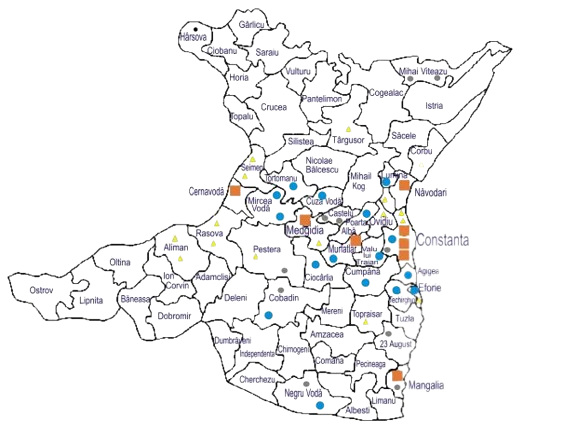 Gârlicu
Hârsova
Ciobanu
Saraiu
Horia
Vulturu
Mihai Viteazu
Cogealac
Pantelimon
Crucea
Istria
Topalu
Târgusor
Săcele
Silistea
Corbu
Nicolae
Bălcescu
Seimeni
Tortomanu
Mihail
Kog
Lumina
Cernavodă
Năvodari
Mircea
Vodă
Cuza Vodă
Castelu
Poarta
Albă
Ovigiu
Medgidia
Rasova
Aliman
Constanta
Pestera
Murfatlar
Valu
lui
Traian
Oltina
Ion
Corvin
Adamclisi
Ciocârlia
Cumpăna
Agigea
Ostrov
Lipnita
Băneasa
Deleni
Cobadin
Eforie
Techirghiol
Dobromir
Mereni
Topraisar
Tuzla
Amzacea
Dumbrăveni
23 August
Independenta
Chirnogeni
Comana
Pecineaga
Cherchezu
Mangalia
Negru Vodă
Limanu
Albesti